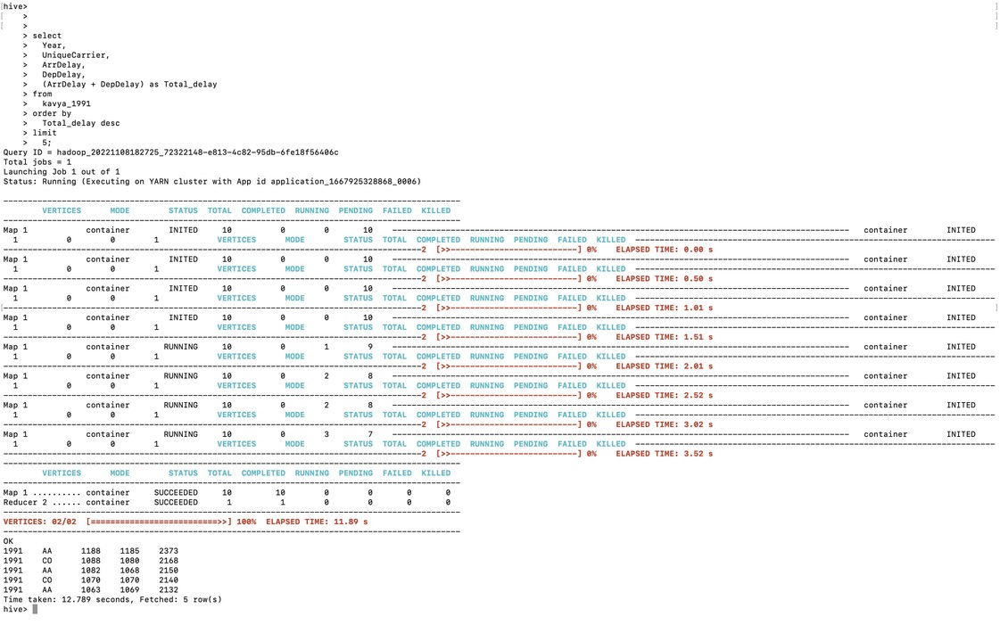 hive>
    >
    >
    > select
    >   Year,
    >   UniqueCarrier,
    >   ArrDelay,
    >   DepDelay,
    >   (ArrDelay + DepDelay) as Total_delay
    > from
    >   kavya_1991
    > order by
    >   Total_delay desc
    > limit
    >   5;
Query ID = hadoop_20221108182725_72322148-e813-4c82-95db-6fe18f56406c
Total jobs = 1
Launching Job 1 out of 1
Status: Running (Executing on YARN cluster with App id application_1667925328868_0006)
----------------------------------------------------------------------------------------------
VERTICES MODE STATUS TOTAL COMPLETED RUNNING PENDING FAILED KILLED
----------------------------------------------------------------------------------------------
Map 1 container INITED 10 0 0 10 ---------- container INITED
1 0 0 1 VERTICES MODE STATUS TOTAL COMPLETED RUNNING PENDING FAILED KILLED ----------
----------2 [>>--------------------------] 0% ELAPSED TIME: 0.00 s
Map 1 container INITED 10 0 0 10 ---------- container INITED
1 0 0 1 VERTICES MODE STATUS TOTAL COMPLETED RUNNING PENDING FAILED KILLED ----------
----------2 [>>--------------------------] 0% ELAPSED TIME: 0.50 s
Map 1 container INITED 10 0 0 10 ---------- container INITED
1 0 0 1 VERTICES MODE STATUS TOTAL COMPLETED RUNNING PENDING FAILED KILLED ----------
----------2 [>>--------------------------] 0% ELAPSED TIME: 1.01 s
Map 1 container INITED 10 0 0 10 ---------- container INITED
1 0 0 1 VERTICES MODE STATUS TOTAL COMPLETED RUNNING PENDING FAILED KILLED ----------
----------2 [>>--------------------------] 0% ELAPSED TIME: 1.51 s
Map 1 container RUNNING 10 0 1 9 ---------- container INITED
1 0 0 1 VERTICES MODE STATUS TOTAL COMPLETED RUNNING PENDING FAILED KILLED ----------
----------2 [>>--------------------------] 0% ELAPSED TIME: 2.01 s
Map 1 container RUNNING 10 0 2 8 ---------- container INITED
1 0 0 1 VERTICES MODE STATUS TOTAL COMPLETED RUNNING PENDING FAILED KILLED ----------
----------2 [>>--------------------------] 0% ELAPSED TIME: 2.52 s
Map 1 container RUNNING 10 0 2 8 ---------- container INITED
1 0 0 1 VERTICES MODE STATUS TOTAL COMPLETED RUNNING PENDING FAILED KILLED ----------
----------2 [>>--------------------------] 0% ELAPSED TIME: 3.02 s
Map 1 container RUNNING 10 0 3 7 ---------- container INITED
1 0 0 1 VERTICES MODE STATUS TOTAL COMPLETED RUNNING PENDING FAILED KILLED ----------
----------2 [>>--------------------------] 0% ELAPSED TIME: 3.52 s
----------------------------------------------------------------------------------------------
VERTICES MODE STATUS TOTAL COMPLETED RUNNING PENDING FAILED KILLED
----------------------------------------------------------------------------------------------
Map 1 .......... container SUCCEEDED 10 10 0 0 0 0
Reducer 2 ...... container SUCCEEDED 1 1 0 0 0 0
----------------------------------------------------------------------------------------------
VERTICES: 02/02 [==========================>>] 100% ELAPSED TIME: 11.89 s
----------------------------------------------------------------------------------------------
OK
1991 AA 1188 1185 2373
1991 CO 1088 1080 2168
1991 AA 1082 1068 2150
1991 CO 1070 1070 2140
1991 AA 1063 1069 2132
Time taken: 12.789 seconds, Fetched: 5 row(s)
hive>